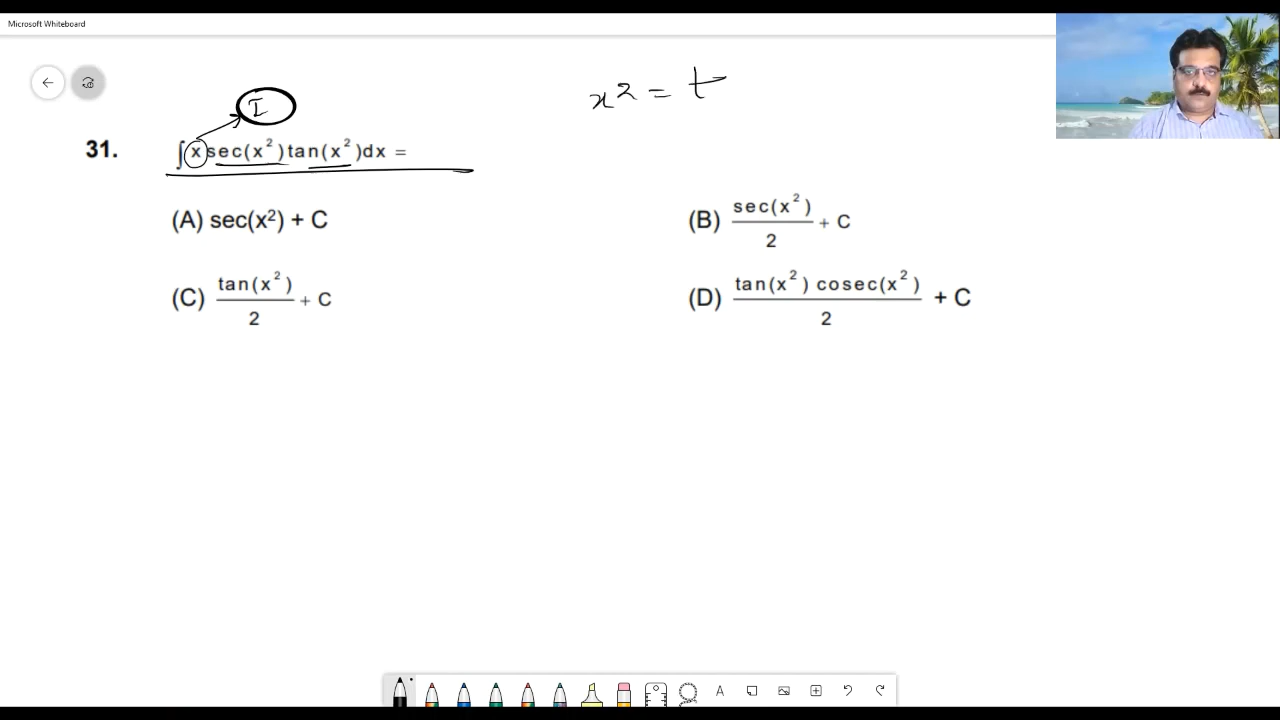 Microsoft Whiteboard
x² = t
I
31. ∫ x sec(x²) tan(x²) dx =
(A) sec(x²) + C
(B) sec(x²)/2 + C
(C) tan(x²)/2 + C
(D) tan(x²) cosec(x²)/2 + C
A